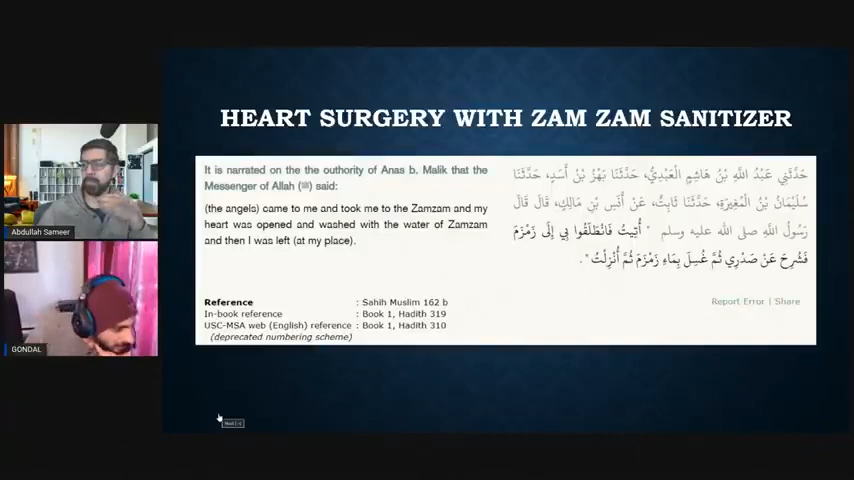 HEART SURGERY WITH ZAM ZAM SANITIZER
It is narrated on the the outhority of Anas b. Malik that the
Messenger of Allah (ﷺ) said:
(the angels) came to me and took me to the Zamzam and my
heart was opened and washed with the water of Zamzam
and then I was left (at my place).
حَدَّثَنِي عَبْدُ اللَّهِ بْنُ هَاشِمٍ الْعَبْدِيُّ، حَدَّثَنَا بَهْزُ بْنُ أَسَدٍ، حَدَّثَنَا
سُلَيْمَانُ بْنُ الْمُغِيرَةِ، حَدَّثَنَا ثَابِتٌ، عَنْ أَنَسِ بْنِ مَالِكٍ، قَالَ قَالَ
رَسُولُ اللَّهِ صلى الله عليه وسلم ‏"‏ أُتِيتُ فَانْطَلَقُوا بِي إِلَى زَمْزَمَ
فَشُرِحَ عَنْ صَدْرِي ثُمَّ غُسِلَ بِمَاءِ زَمْزَمَ ثُمَّ أُنْزِلْتُ ‏"‏ ‏.‏
Reference : Sahih Muslim 162 b
In-book reference : Book 1, Hadith 319
USC-MSA web (English) reference : Book 1, Hadith 310
(deprecated numbering scheme)
Report Error | Share
Abdullah Sameer
GONDAL